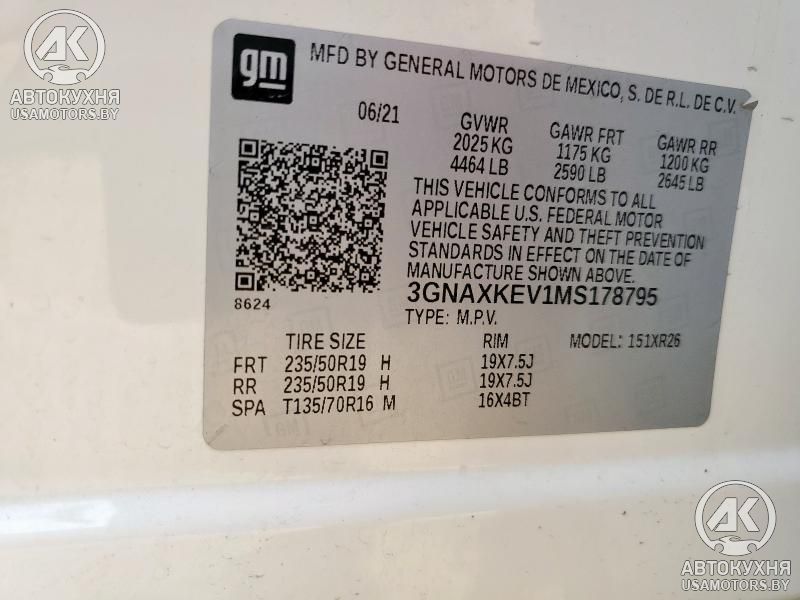 AK
АВТОКУХНЯ
USAMOTORS.BY
gm
MFD BY GENERAL MOTORS DE MEXICO, S. DE R.L. DE C.V.
06/21
GVWR GAWR FRT GAWR RR
2025 KG 1175 KG 1200 KG
4464 LB 2590 LB 2645 LB
THIS VEHICLE CONFORMS TO ALL
APPLICABLE U.S. FEDERAL MOTOR
VEHICLE SAFETY AND THEFT PREVENTION
STANDARDS IN EFFECT ON THE DATE OF
MANUFACTURE SHOWN ABOVE.
8624
3GNAXKEV1MS178795
TYPE: M.P.V.
TIRE SIZE RIM MODEL: 151XR26
FRT 235/50R19 H 19X7.5J
RR 235/50R19 H 19X7.5J
SPA T135/70R16 M 16X4BT
AK
АВТОКУХНЯ
USAMOTORS.BY